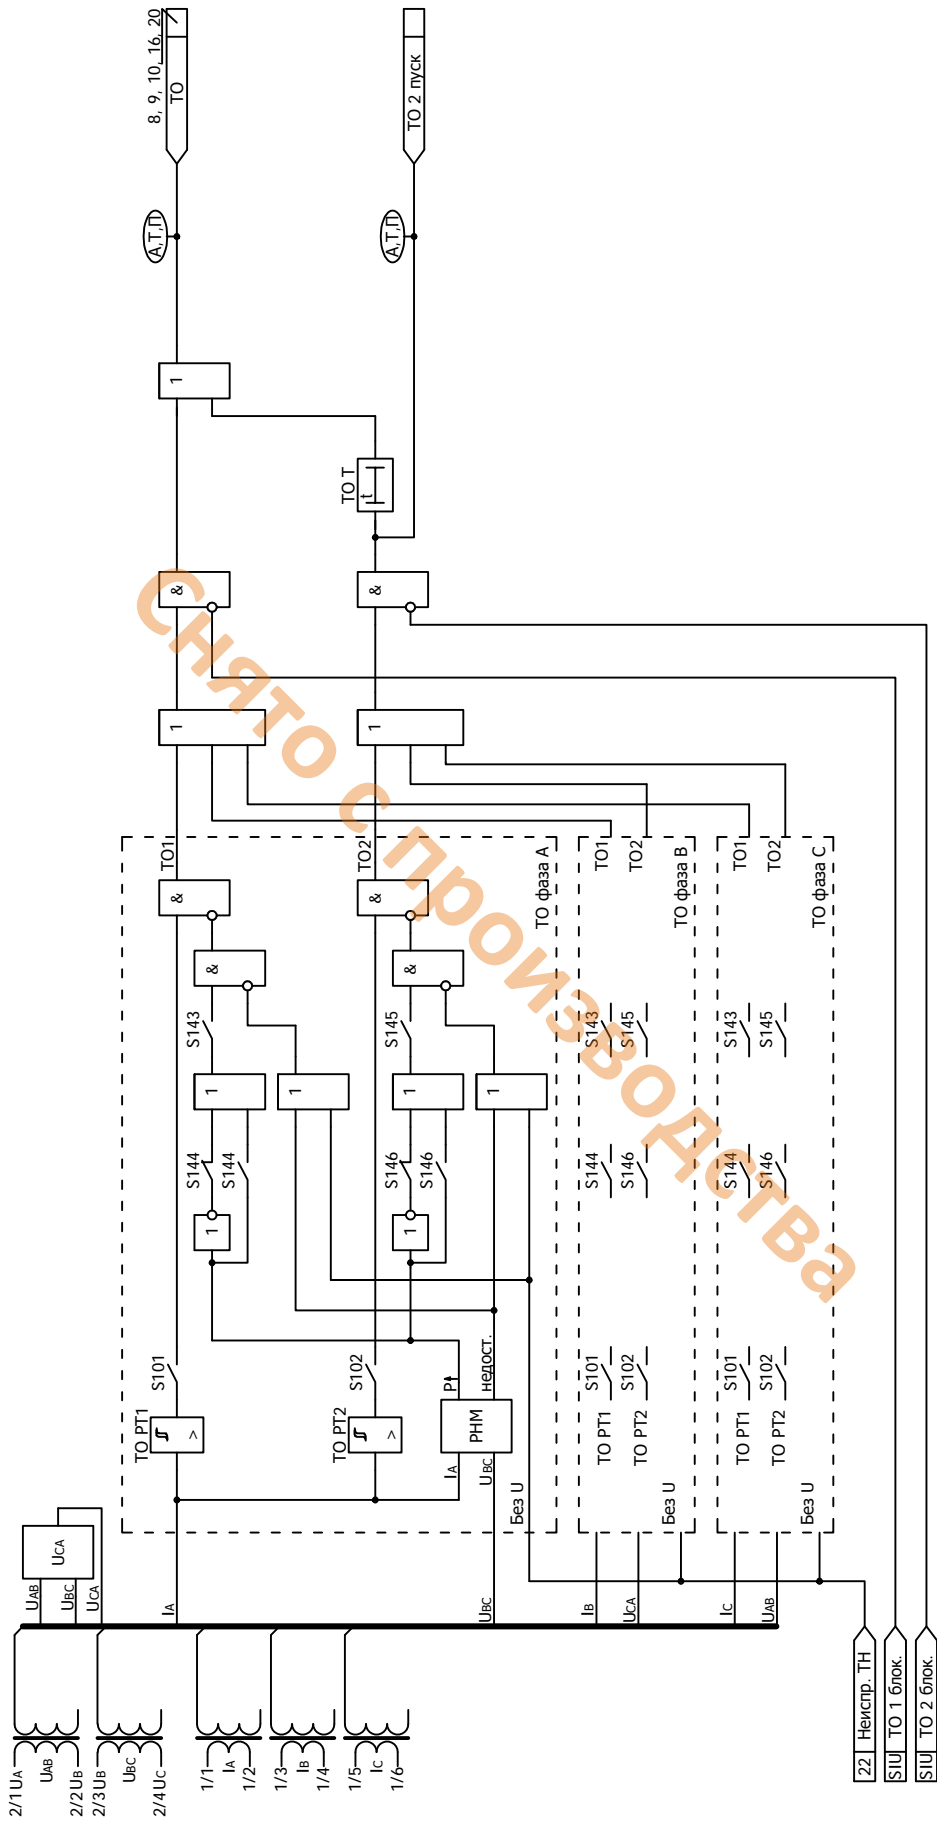 8, 9, 10, 16, 20
ТО
ТО 2 пуск
А,Т,П
А,Т,П
1
ТО Т
t
&
&
1
1
ТО1
ТО2
ТО фаза А
ТО1
ТО2
ТО фаза В
ТО1
ТО2
ТО фаза С
&
&
&
&
S143
S145
S143
S145
S143
S145
1
1
1
1
S144
S144
S146
S146
S144
S146
S144
S146
1
1
S101
S102
P
недост.
S101
S102
S101
S102
ТО РТ1
>
ТО РТ2
>
РНМ
ТО РТ1
ТО РТ2
ТО РТ1
ТО РТ2
IA
UBC
Без U
Без U
Без U
UCA
UAB
UBC
UCA
IA
UBC
IB
UCA
IC
UAB
2/1 UA
UAB
2/2 UB
2/3 UB
UBC
2/4 UC
1/1
IA
1/2
1/3
IB
1/4
1/5
IC
1/6
22 Неиспр. ТН
SIU ТО 1 блок.
SIU ТО 2 блок.
Снято с производства